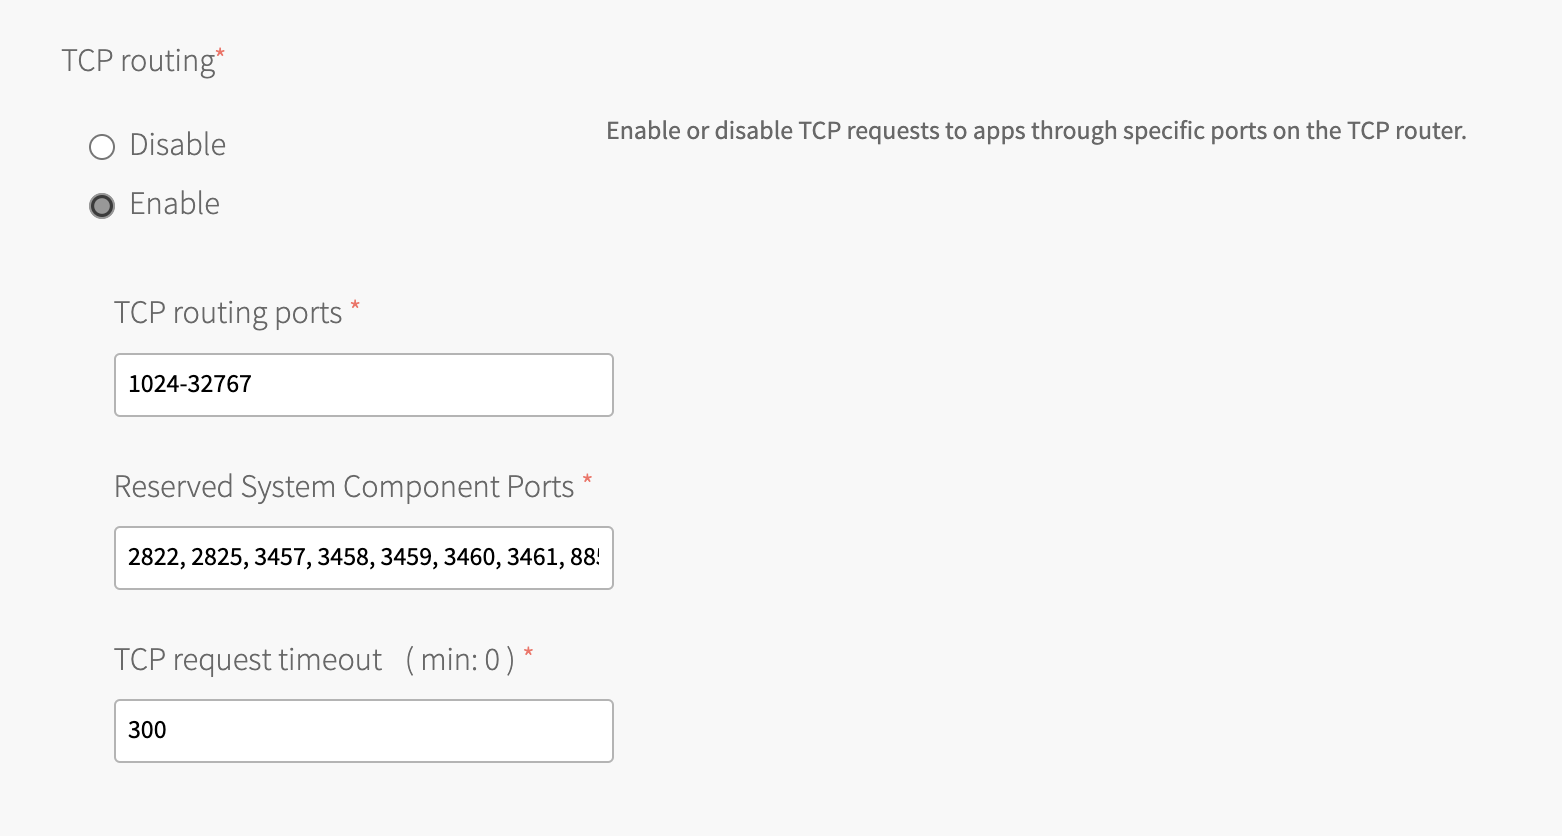 TCP routing*
Disable
Enable or disable TCP requests to apps through specific ports on the TCP router.
Enable
TCP routing ports *
1024-32767
Reserved System Component Ports *
2822, 2825, 3457, 3458, 3459, 3460, 3461,
TCP request timeout ( min: 0 ) *
300